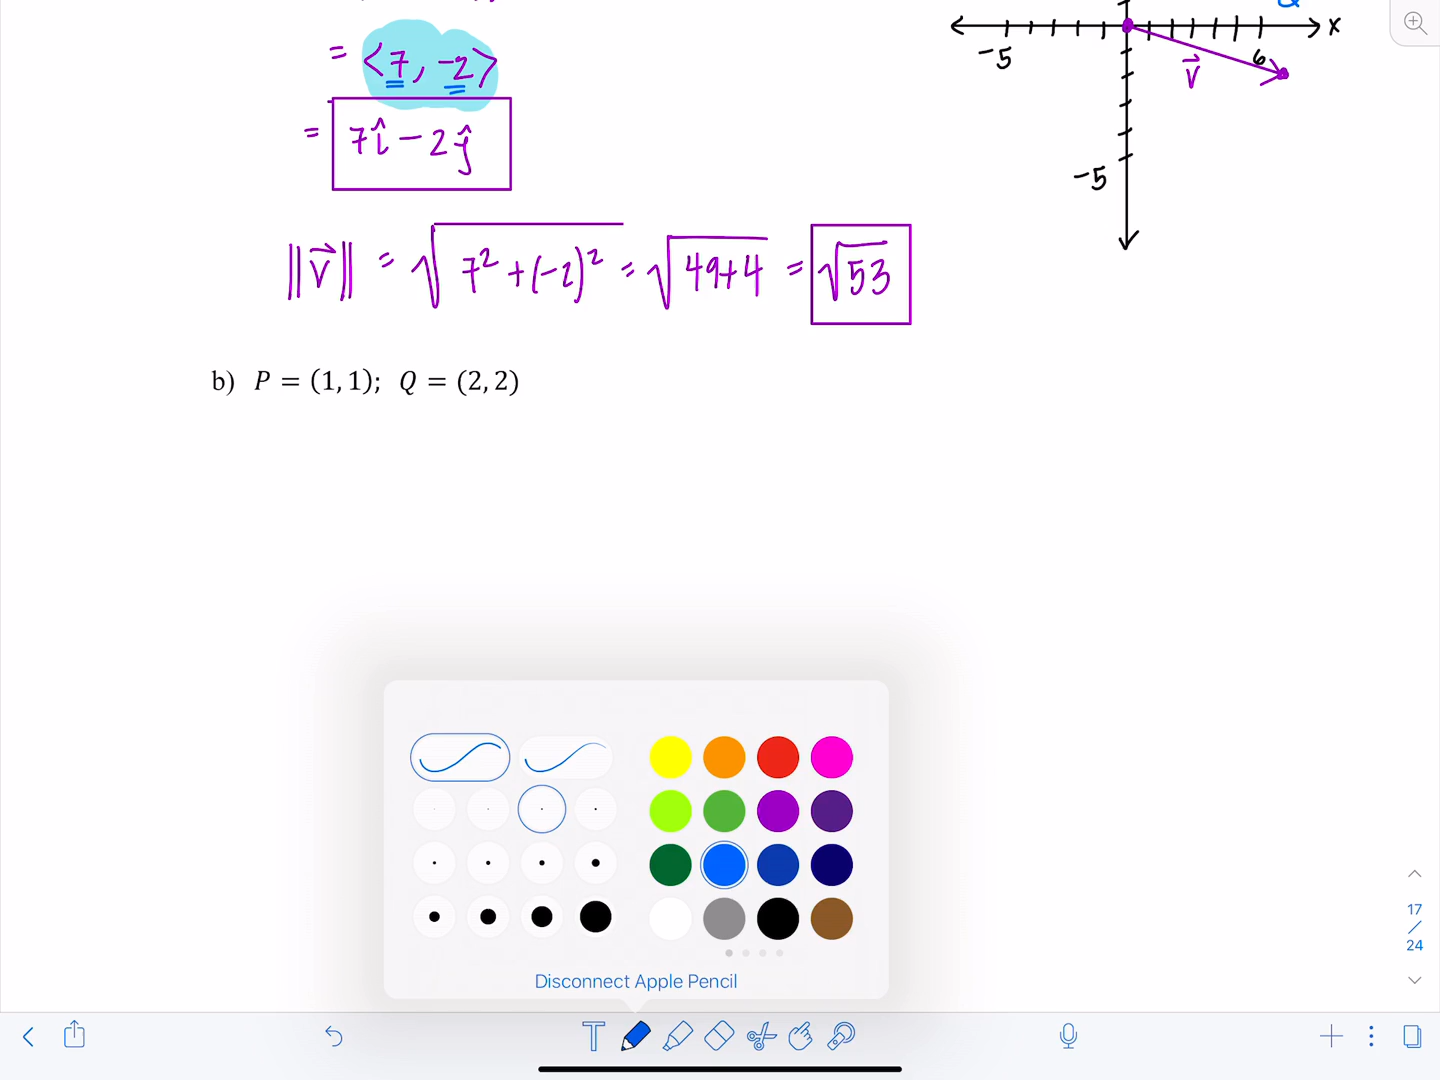 = <7, -2>
= 7î - 2ĵ
||v⃗|| = √(7² + (-2)²) = √(49+4) = √53
x
-5
6
v⃗
-5
b) P = (1, 1); Q = (2, 2)
17
/
24
Disconnect Apple Pencil
T